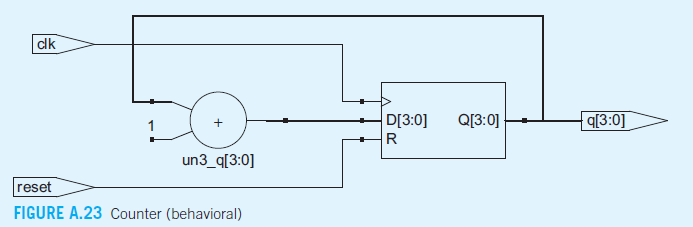 clk
1
+
un3_q[3:0]
D[3:0]
Q[3:0]
R
q[3:0]
reset
FIGURE A.23 Counter (behavioral)